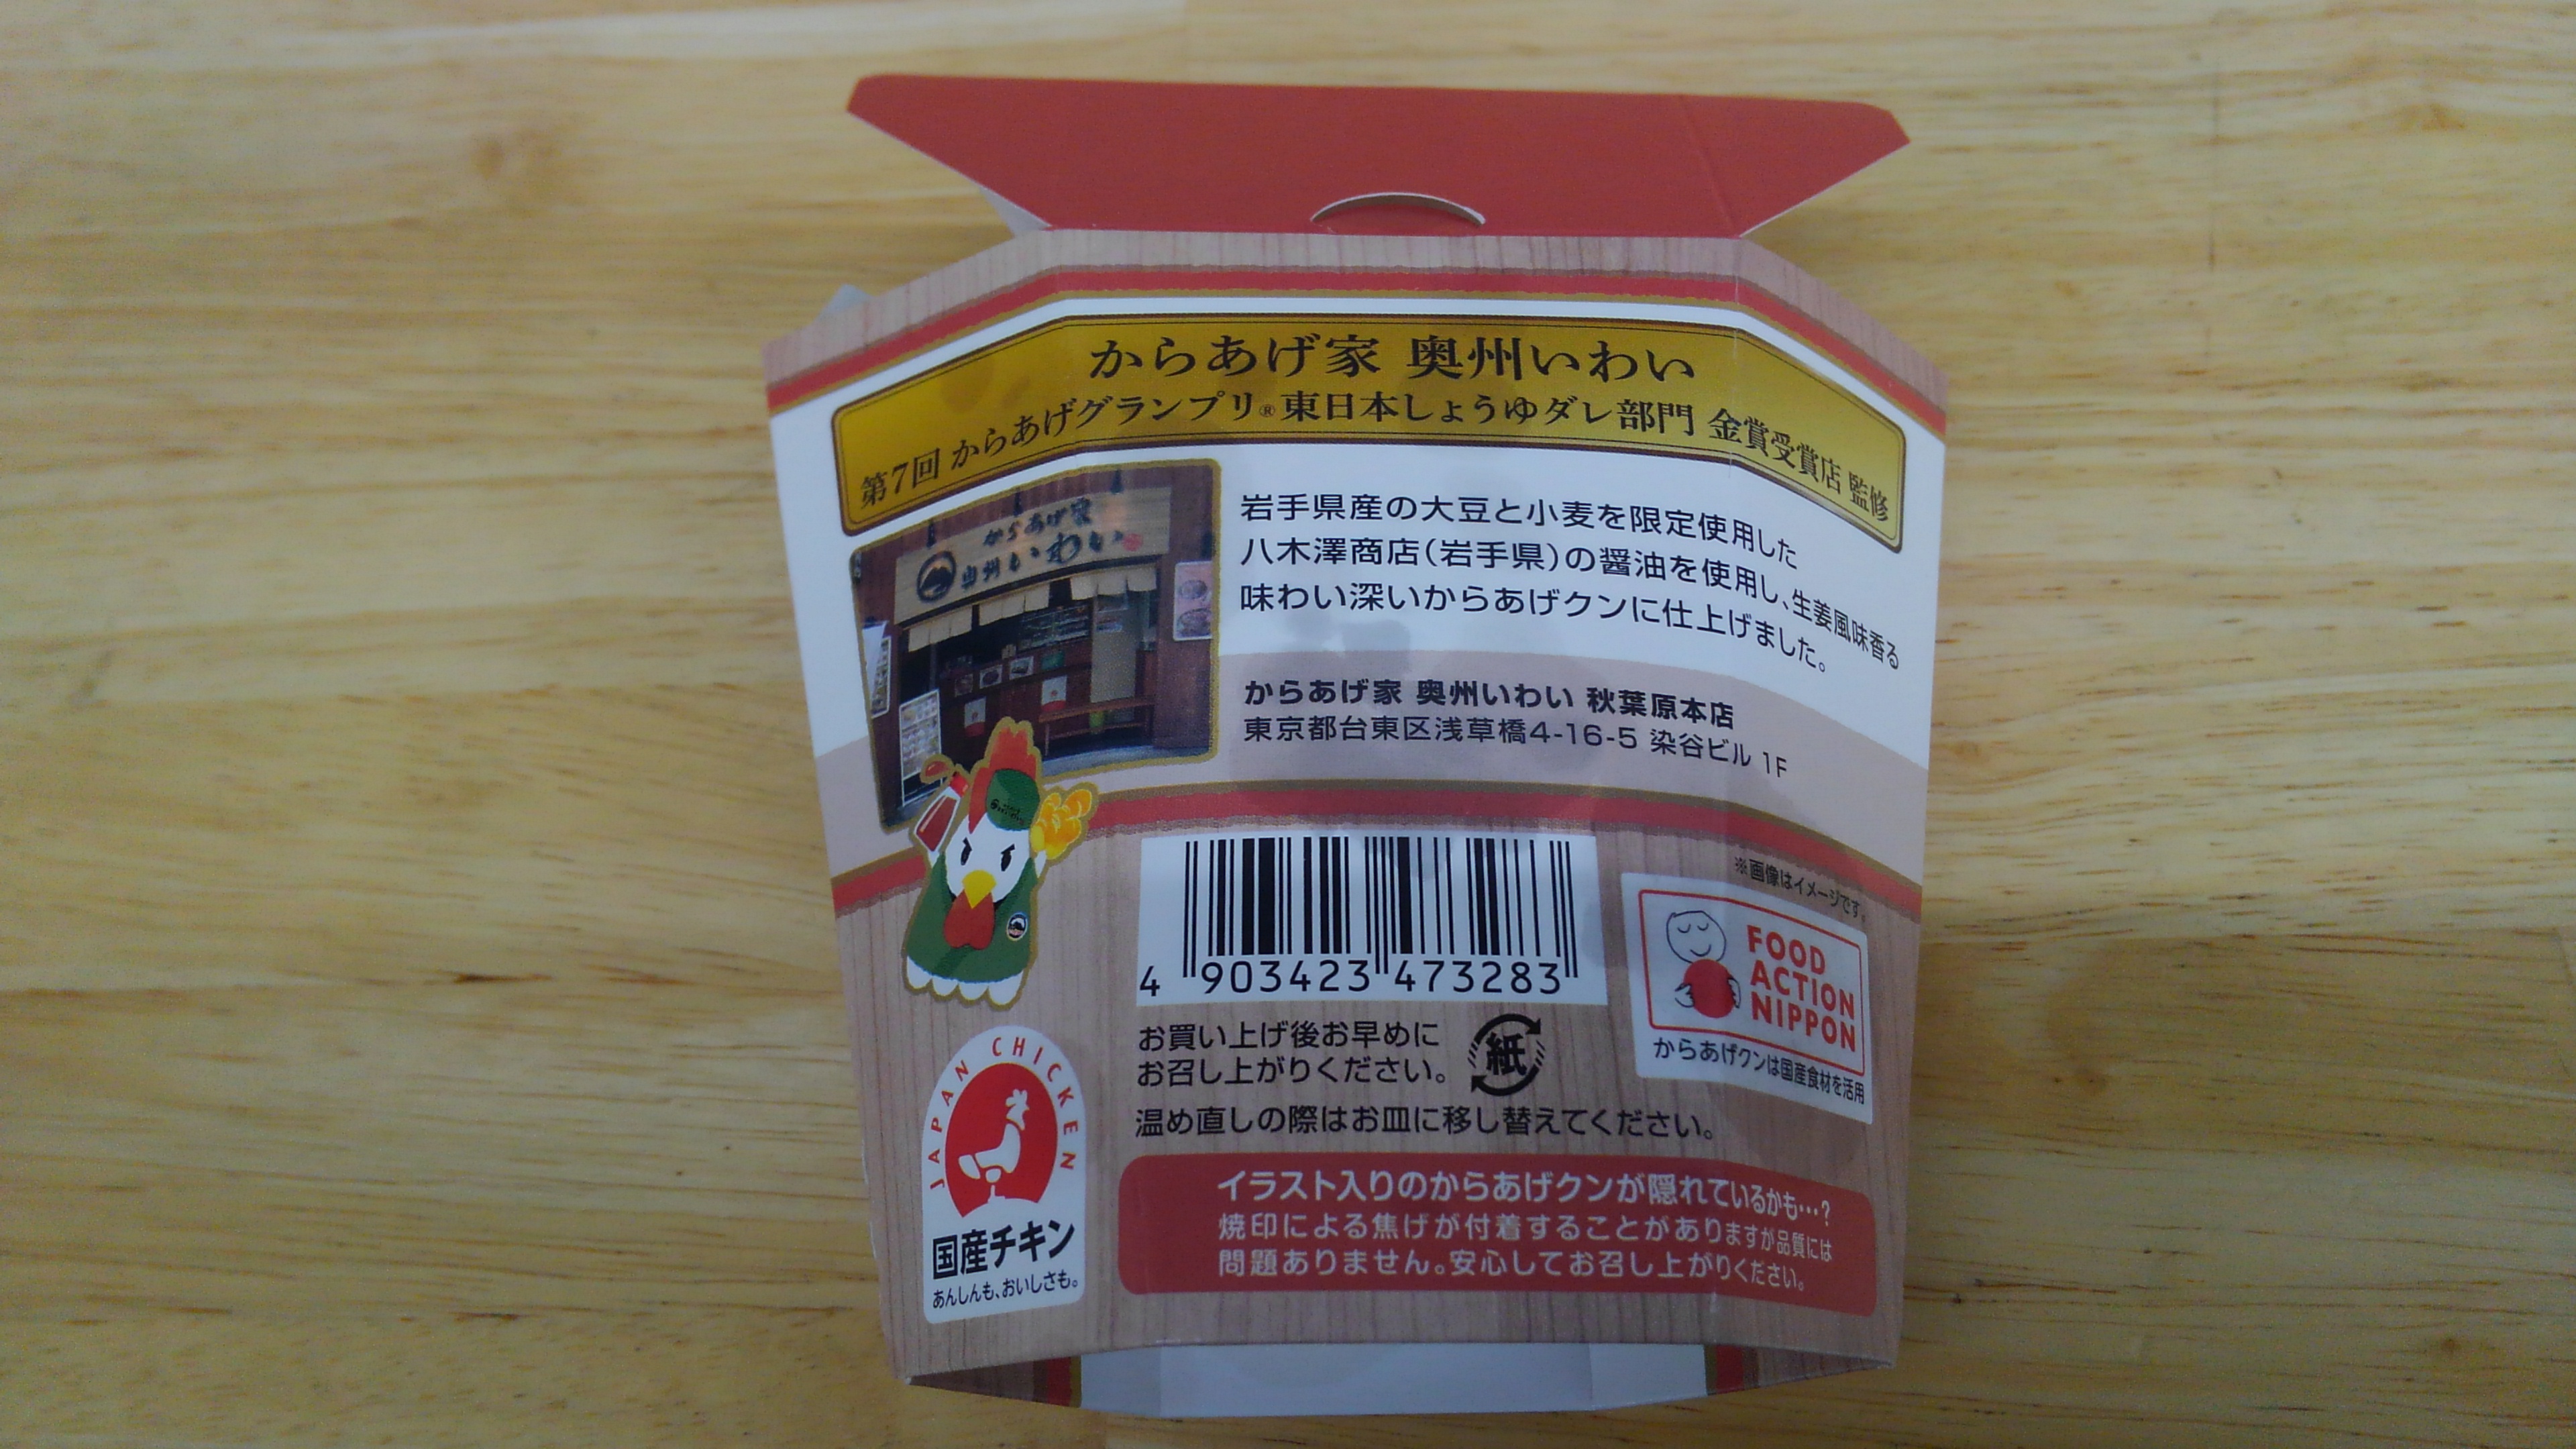 からあげ家 奥州いわい
第7回 からあげグランプリ®東日本しょうゆダレ部門 金賞受賞店 監修
からあげ家
奥州いわい
岩手県産の大豆と小麦を限定使用した
八木澤商店(岩手県)の醤油を使用し、生姜風味香る
味わい深いからあげクンに仕上げました。
からあげ家 奥州いわい 秋葉原本店
東京都台東区浅草橋4-16-5 染谷ビル 1F
※画像はイメージです。
4 903423 473283
FOOD
ACTION
NIPPON
からあげクンは国産食材を活用
お買い上げ後お早めに
お召し上がりください。
紙
温め直しの際はお皿に移し替えてください。
JAPAN CHICKEN
国産チキン
あんしんも、おいしさも。
イラスト入りのからあげクンが隠れているかも…?
焼印による焦げが付着することがありますが品質には
問題ありません。安心してお召し上がりください。